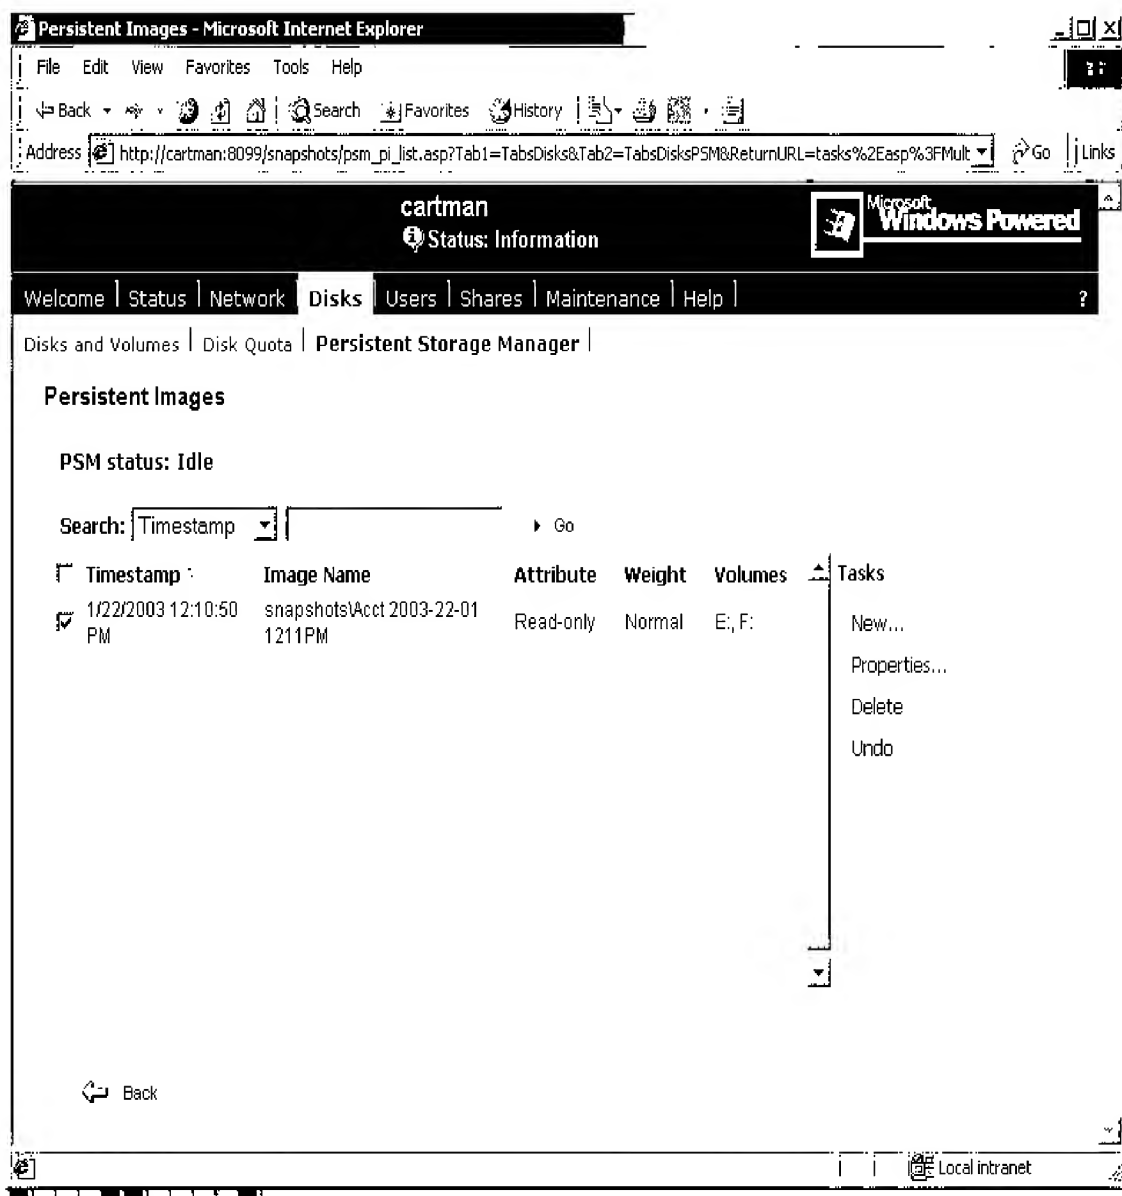 Persistent Images - Microsoft Internet Explorer
File Edit View Favorites Tools Help
Back Search Favorites History
Address http://cartman:8099/snapshots/psm_pi_list.asp?Tab1=TabsDisks&Tab2=TabsDisksPSM&ReturnURL=tasks%2Easp%3FMult Go Links
cartman
Status: Information
Microsoft
Windows Powered
Welcome Status Network Disks Users Shares Maintenance Help ?
Disks and Volumes Disk Quota Persistent Storage Manager
Persistent Images
PSM status: Idle
Search: Timestamp Go
Timestamp Image Name Attribute Weight Volumes Tasks
1/22/2003 12:10:50 PM snapshots\Acct 2003-22-01 1211PM Read-only Normal E:, F:
New...
Properties...
Delete
Undo
Back
Local intranet